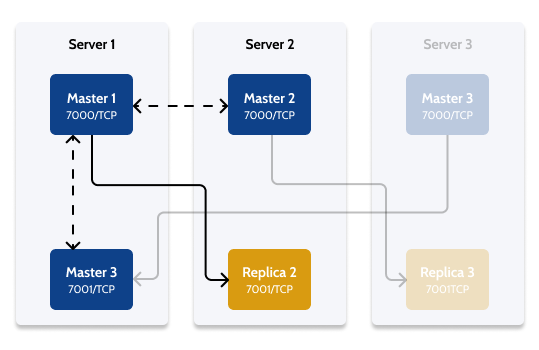 Server 1
Server 2
Server 3
Master 1
7000/TCP
Master 2
7000/TCP
Master 3
7000/TCP
Master 3
7001/TCP
Replica 2
7001/TCP
Replica 3
7001TCP